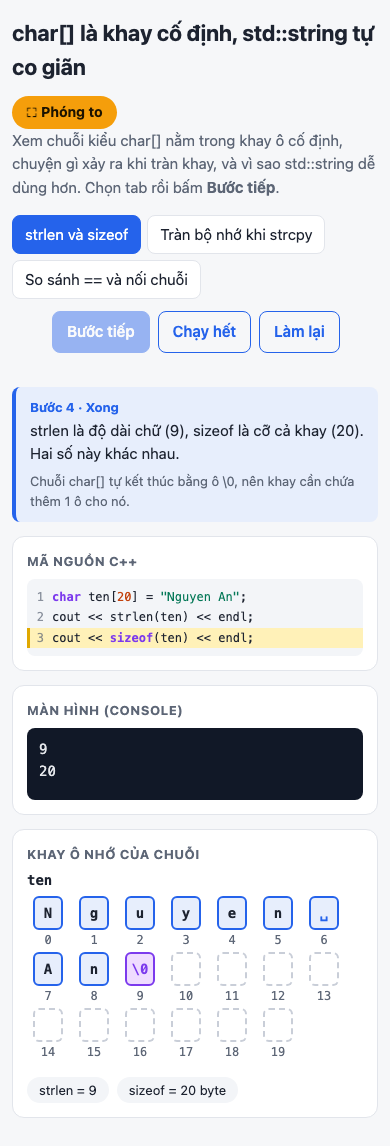 char[] là khay cố định, std::string tự
co giãn
⛶ Phóng to
Xem chuỗi kiểu char[] nằm trong khay ô cố định,
chuyện gì xảy ra khi tràn khay, và vì sao std::string dễ
dùng hơn. Chọn tab rồi bấm Bước tiếp.
strlen và sizeof
Tràn bộ nhớ khi strcpy
So sánh == và nối chuỗi
Bước tiếp
Chạy hết
Làm lại
Bước 4 · Xong
strlen là độ dài chữ (9), sizeof là cỡ cả khay (20).
Hai số này khác nhau.
Chuỗi char[] tự kết thúc bằng ô \0, nên khay cần chứa
thêm 1 ô cho nó.
MÃ NGUỒN C++
1 char ten[20] = "Nguyen An";
2 cout << strlen(ten) << endl;
3 cout << sizeof(ten) << endl;
MÀN HÌNH (CONSOLE)
9
20
KHAY Ô NHỚ CỦA CHUỖI
ten
N g u y e n ␣
0 1 2 3 4 5 6
A n \0
7 8 9 10 11 12 13
14 15 16 17 18 19
strlen = 9
sizeof = 20 byte